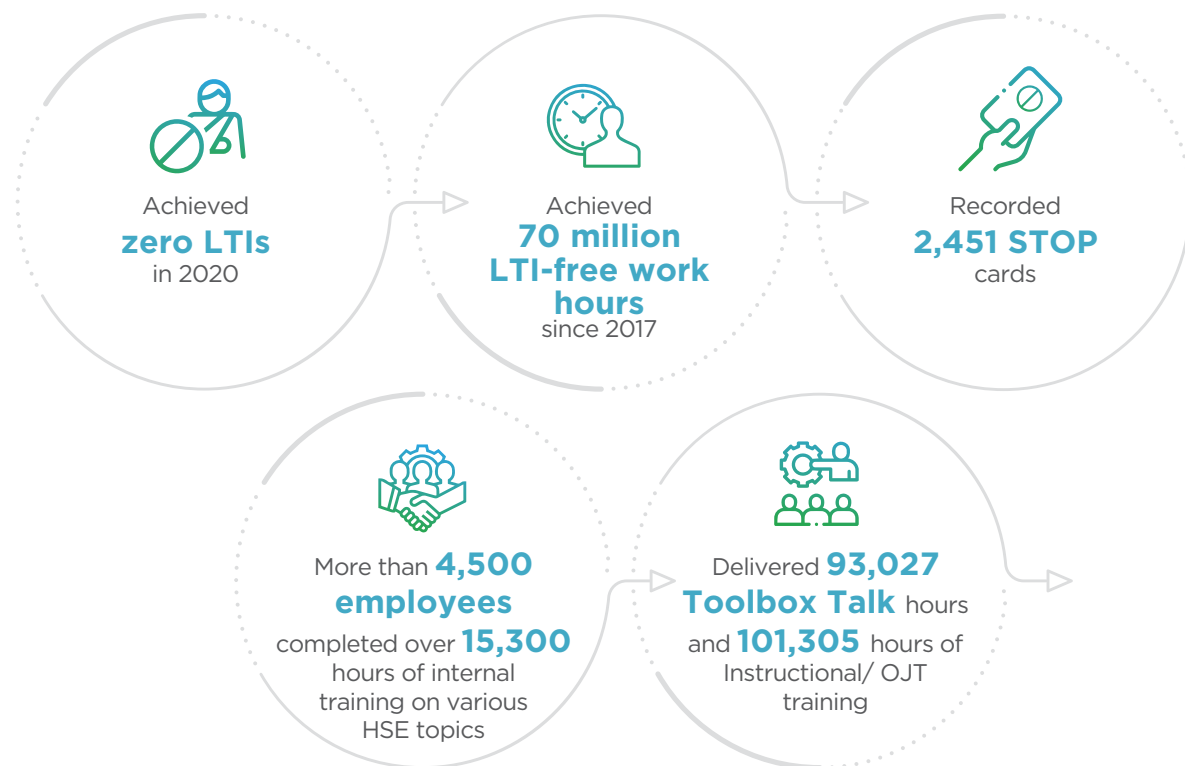 Achieved
zero LTIs
in 2020
Achieved
70 million
LTI-free work
hours
since 2017
Recorded
2,451 STOP
cards
More than 4,500
employees
completed over 15,300
hours of internal
training on various
HSE topics
Delivered 93,027
Toolbox Talk hours
and 101,305 hours of
Instructional/ OJT
training